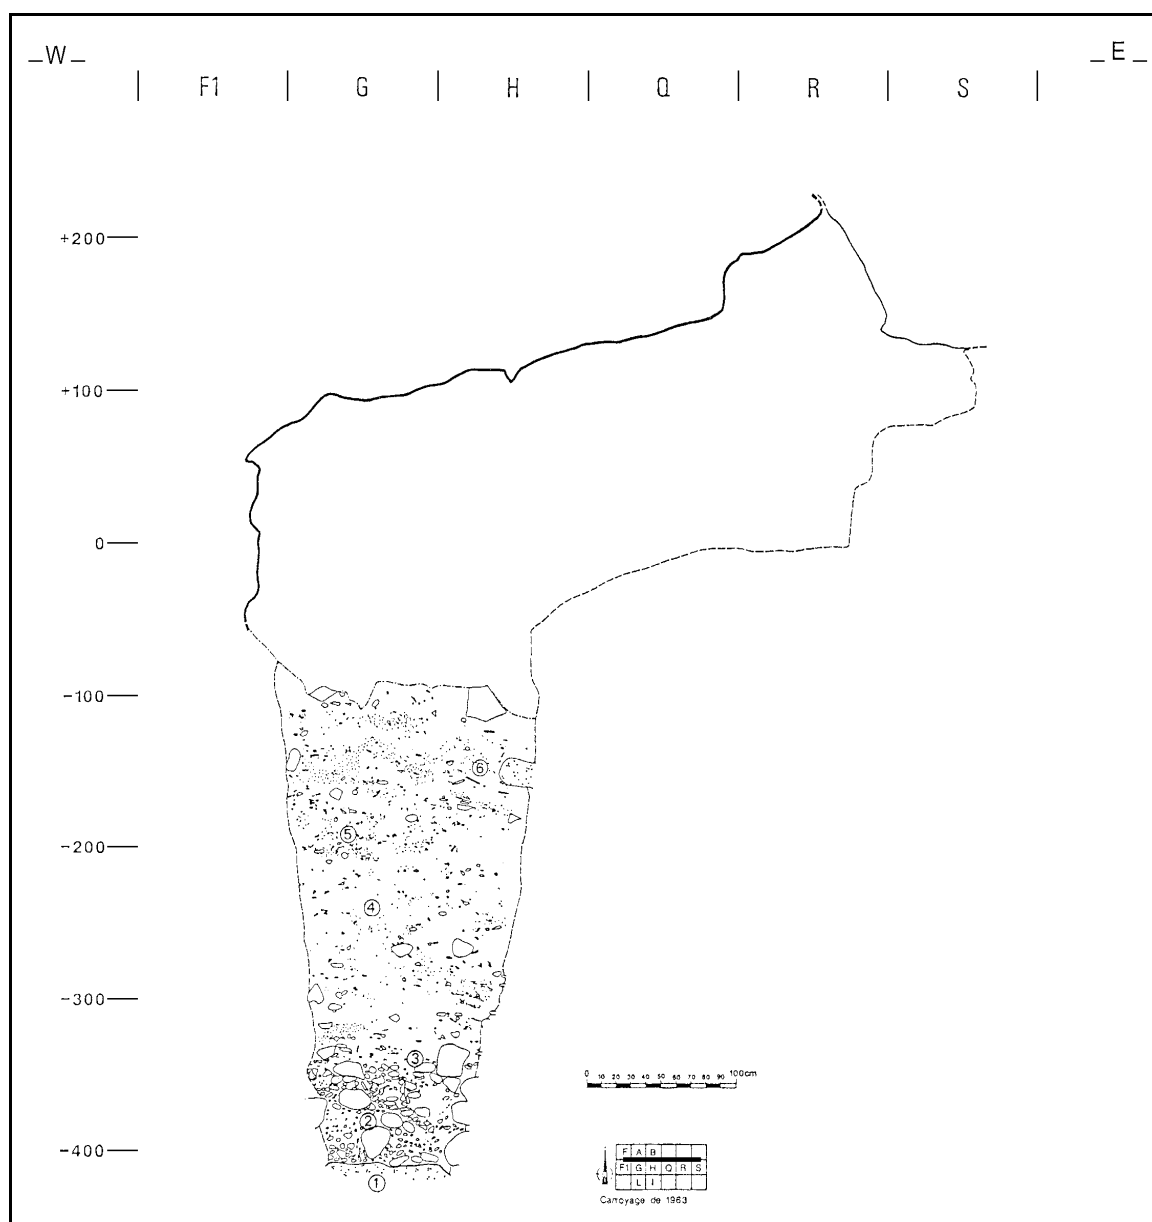 _W_ _E_
F1 G H Q R S
+200
+100
0
-100
⑥
⑤
-200
④
-300
③
0 10 20 30 40 50 60 70 80 90 100cm
②
-400
F A B
F1 G H Q R S
L I
①
Carroyage de 1963